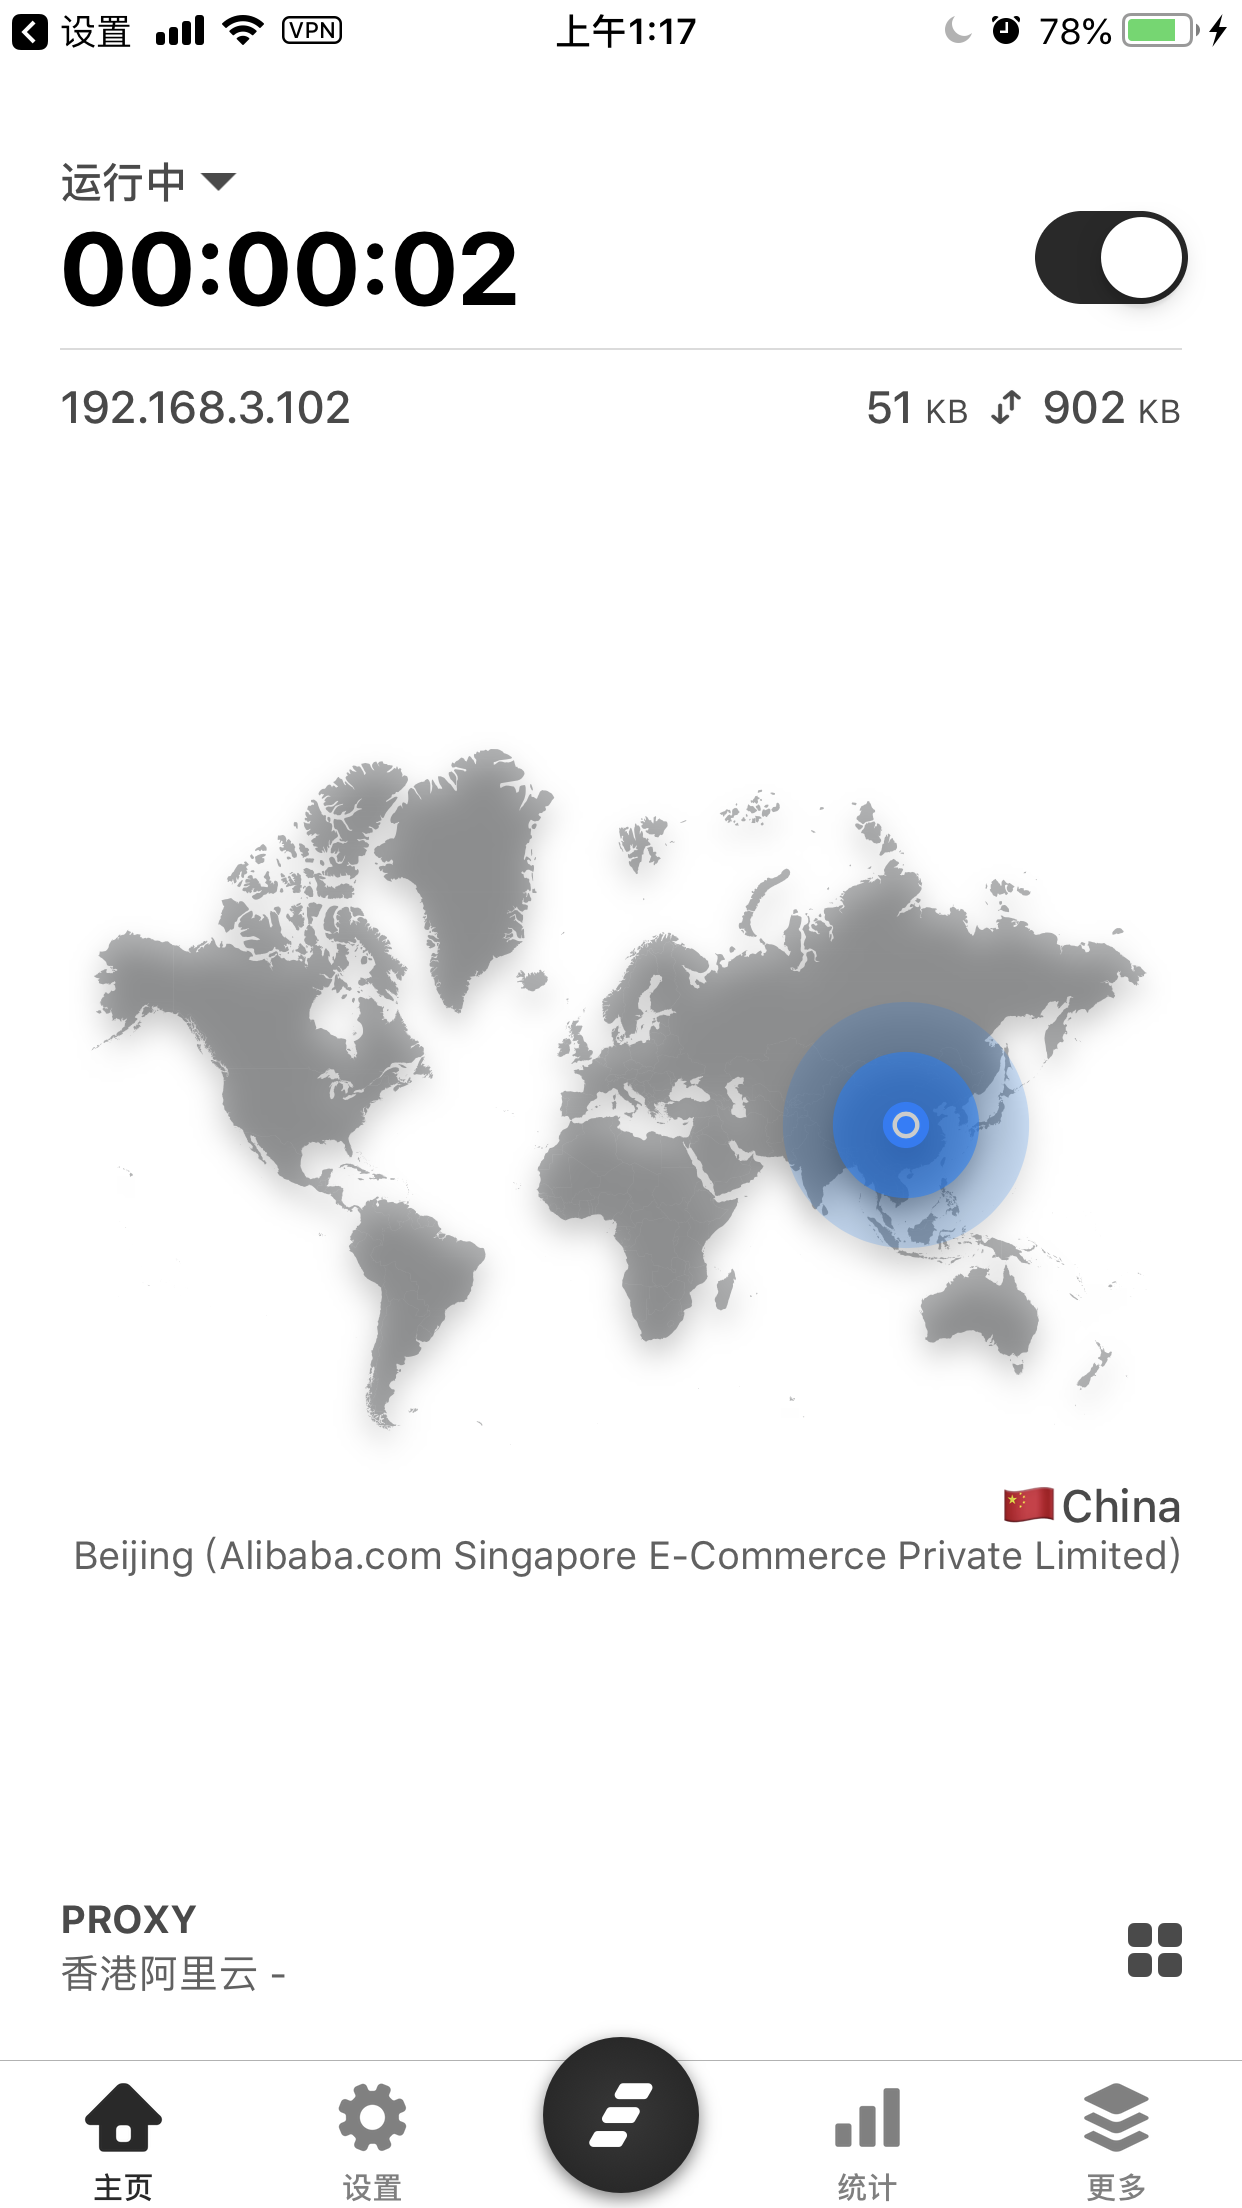 设置 VPN 上午1:17 78%
运行中
00:00:02
192.168.3.102 51 KB 902 KB
China
Beijing (Alibaba.com Singapore E-Commerce Private Limited)
PROXY
香港阿里云 -
主页 设置 统计 更多